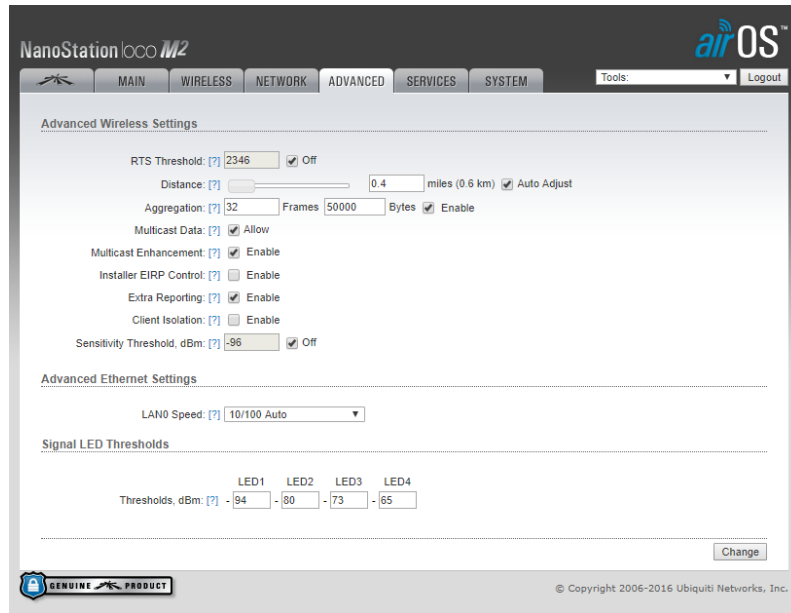 NanoStation loco M2
airOS™
MAIN WIRELESS NETWORK ADVANCED SERVICES SYSTEM Tools: Logout
Advanced Wireless Settings
RTS Threshold: [?] 2346 Off
Distance: [?] 0.4 miles (0.6 km) Auto Adjust
Aggregation: [?] 32 Frames 50000 Bytes Enable
Multicast Data: [?] Allow
Multicast Enhancement: [?] Enable
Installer EIRP Control: [?] Enable
Extra Reporting: [?] Enable
Client Isolation: [?] Enable
Sensitivity Threshold, dBm: [?] -96 Off
Advanced Ethernet Settings
LAN0 Speed: [?] 10/100 Auto
Signal LED Thresholds
LED1 LED2 LED3 LED4
Thresholds, dBm: [?] - 94 - 80 - 73 - 65
Change
GENUINE PRODUCT
© Copyright 2006-2016 Ubiquiti Networks, Inc.